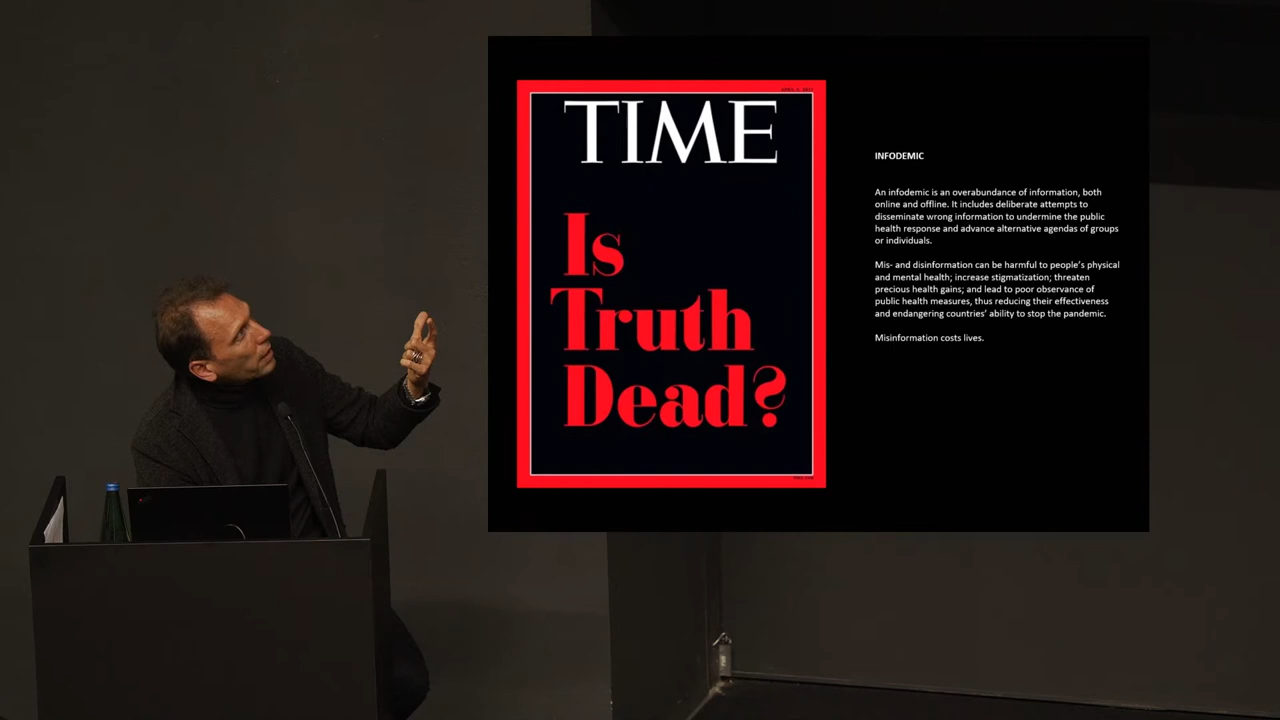 TIME
Is
Truth
Dead?
INFODEMIC
An infodemic is an overabundance of information, both
online and offline. It includes deliberate attempts to
disseminate wrong information to undermine the public
health response and advance alternative agendas of groups
or individuals.
Mis- and disinformation can be harmful to people's physical
and mental health; increase stigmatization; threaten
precious health gains; and lead to poor observance of
public health measures, thus reducing their effectiveness
and endangering countries' ability to stop the pandemic.
Misinformation costs lives.